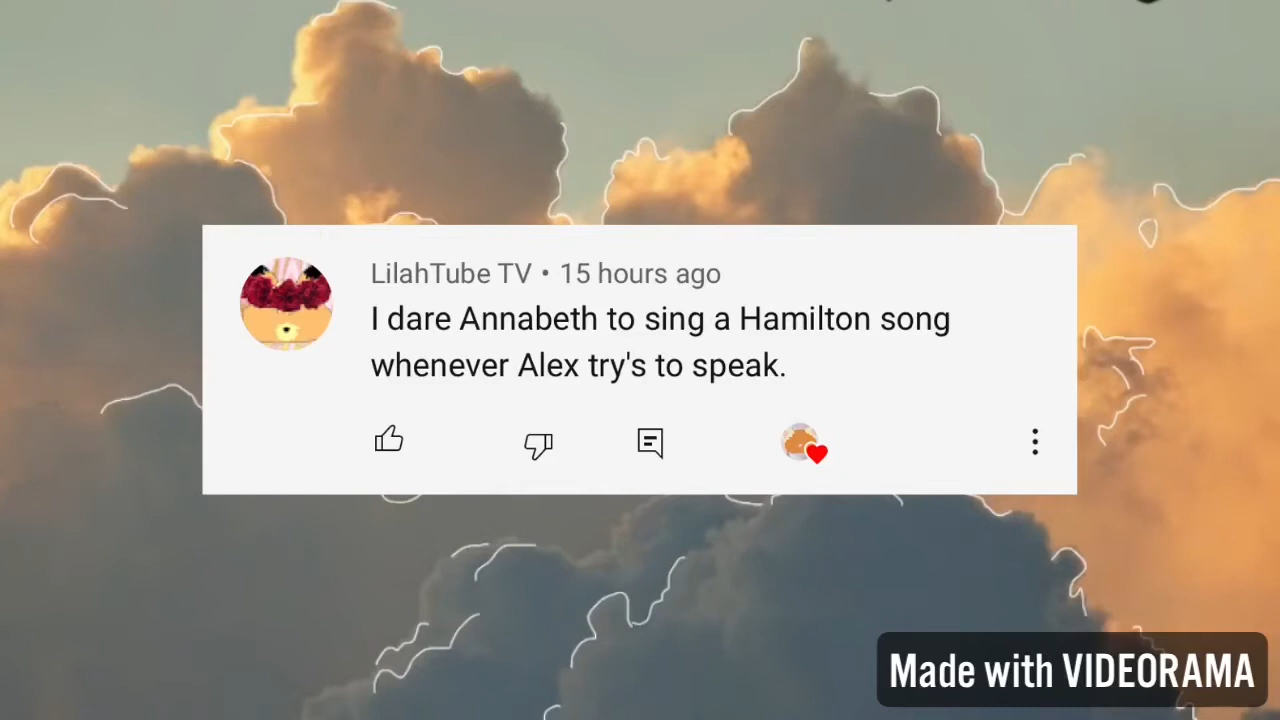 LilahTube TV • 15 hours ago
I dare Annabeth to sing a Hamilton song
whenever Alex try's to speak.
Made with VIDEORAMA